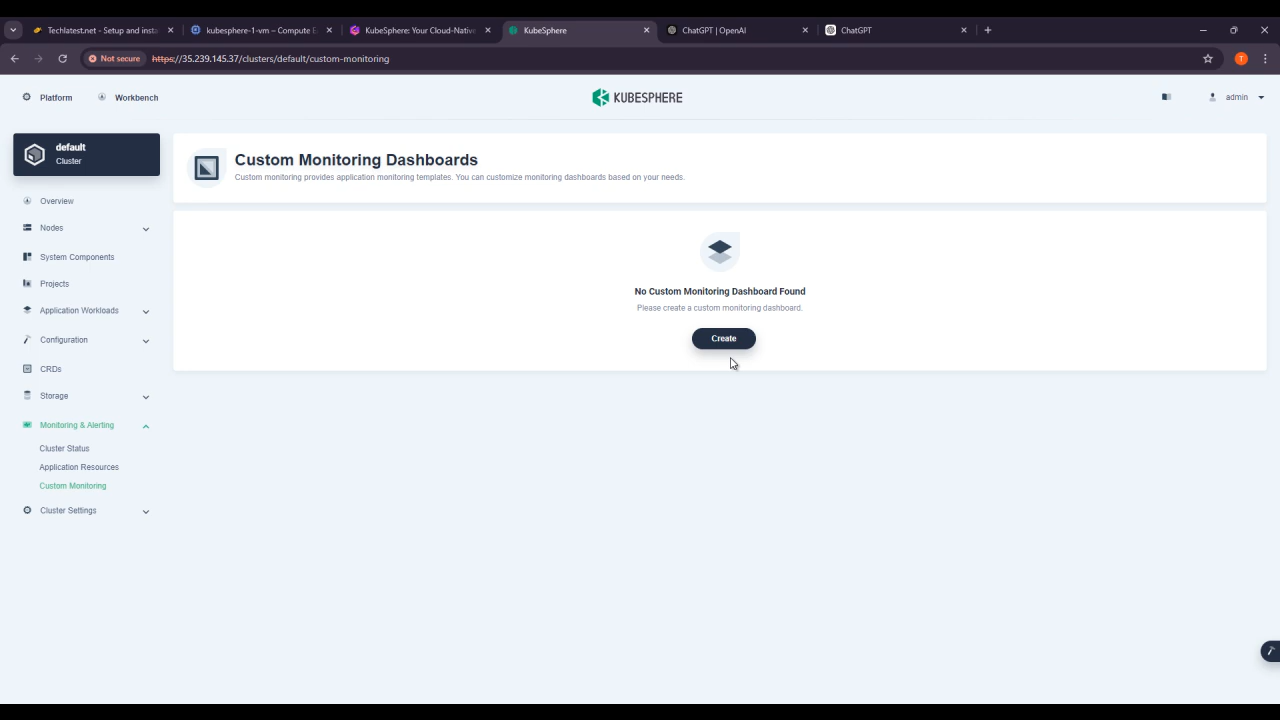 Techlatest.net - Setup and insta
kubesphere-1-vm – Compute E
KubeSphere: Your Cloud-Native
KubeSphere
ChatGPT | OpenAI
ChatGPT
Not secure
https://35.239.145.37/clusters/default/custom-monitoring
T
Platform
Workbench
KUBESPHERE
admin
default
Cluster
Overview
Nodes
System Components
Projects
Application Workloads
Configuration
CRDs
Storage
Monitoring & Alerting
Cluster Status
Application Resources
Custom Monitoring
Cluster Settings
Custom Monitoring Dashboards
Custom monitoring provides application monitoring templates. You can customize monitoring dashboards based on your needs.
No Custom Monitoring Dashboard Found
Please create a custom monitoring dashboard.
Create